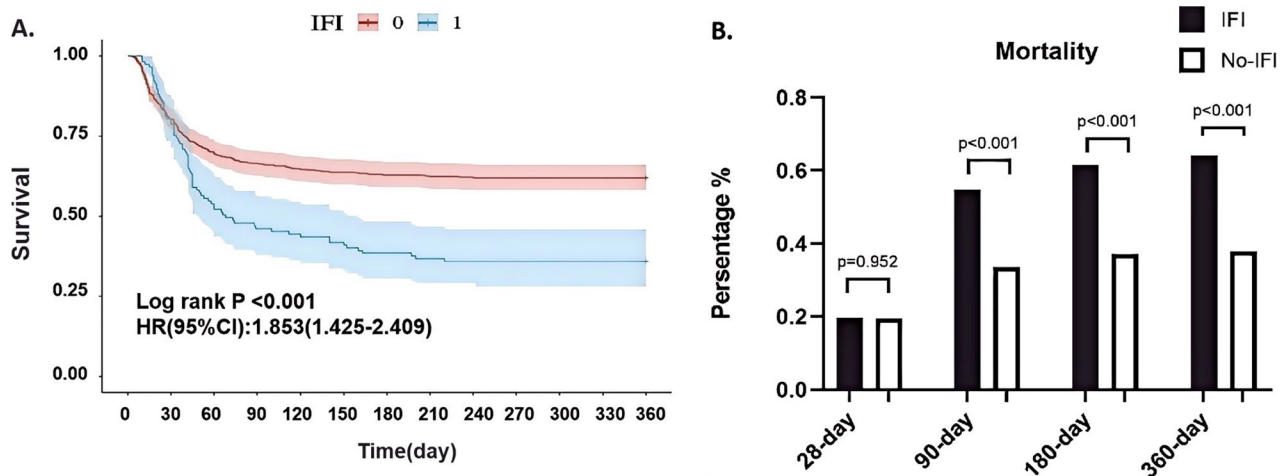 A.
IFI 0 1
1.00
0.75
0.50
0.25
0.00
Survival
Log rank P <0.001
HR(95%CI):1.853(1.425-2.409)
0 30 60 90 120 150 180 210 240 270 300 330 360
Time(day)
B.
Mortality
IFI
No-IFI
0.8
0.6
0.4
0.2
0.0
Persentage %
p=0.952
p<0.001
p<0.001
p<0.001
28-day
90-day
180-day
360-day